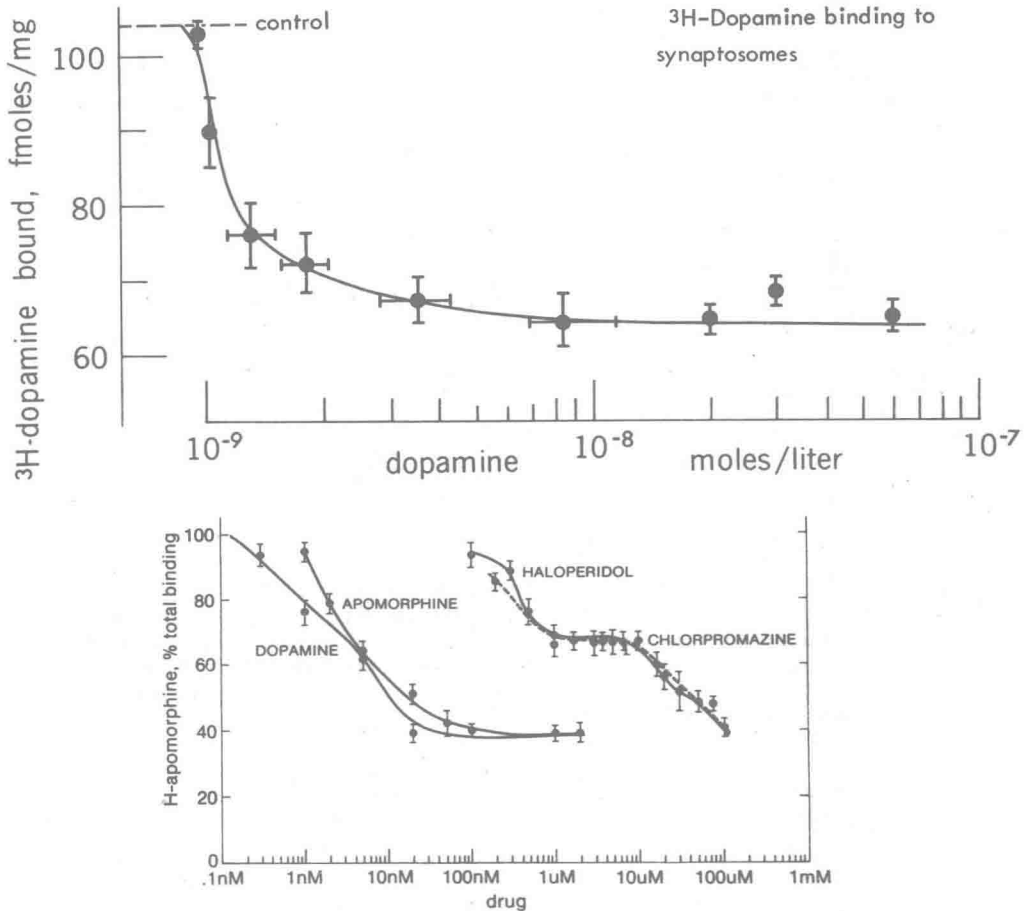 ³H–Dopamine binding to
synaptosomes
control
³H-dopamine bound, fmoles/mg
100
80
60
10⁻⁹
10⁻⁸
10⁻⁷
dopamine moles/liter
H-apomorphine, % total binding
100
80
60
40
20
0
HALOPERIDOL
APOMORPHINE
DOPAMINE
CHLORPROMAZINE
.1nM 1nM 10nM 100nM 1uM 10uM 100uM 1mM
drug